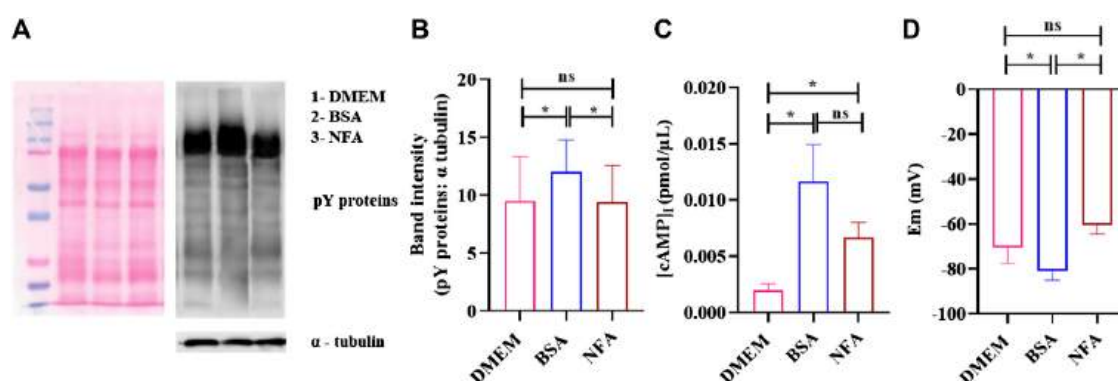 A
1- DMEM
2- BSA
3- NFA
pY proteins
α - tubulin
B
Band intensity
(pY proteins: α tubulin)
20
15
10
5
0
ns
*
*
DMEM
BSA
NFA
C
[cAMP]i (pmol/µL)
0.020
0.015
0.010
0.005
0.000
*
*
ns
DMEM
BSA
NFA
D
Em (mV)
ns
*
*
0
-20
-40
-60
-80
-100
DMEM
BSA
NFA